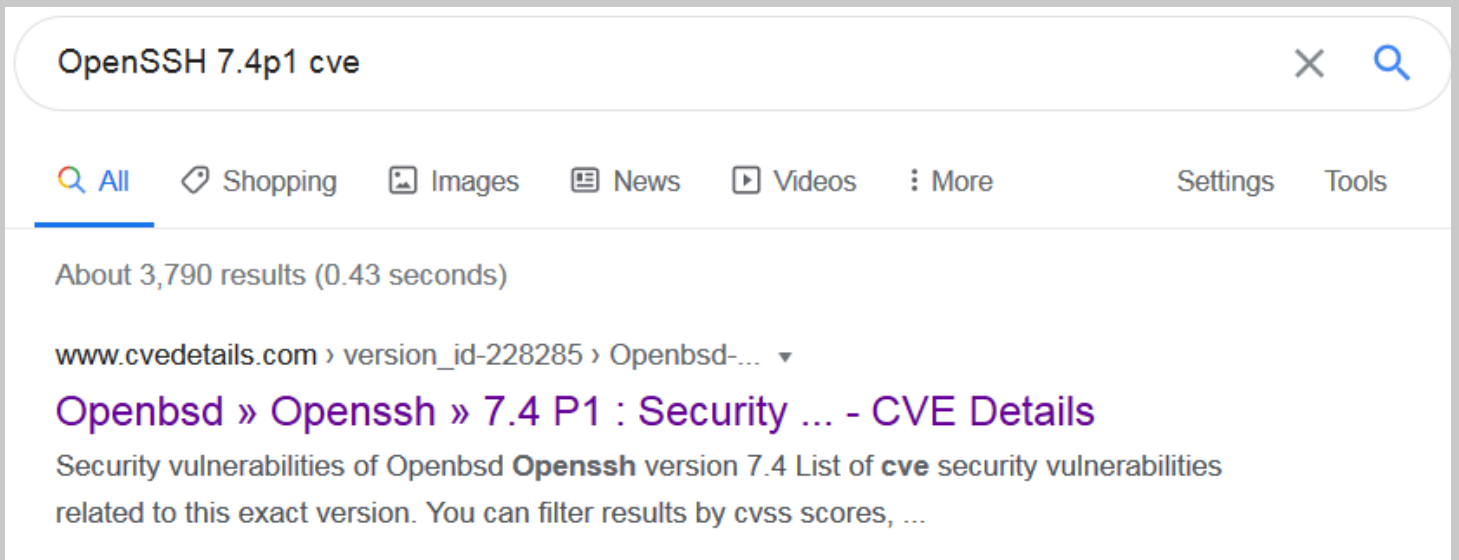 OpenSSH 7.4p1 cve
All Shopping Images News Videos More Settings Tools
About 3,790 results (0.43 seconds)
www.cvedetails.com › version_id-228285 › Openbsd-...
Openbsd » Openssh » 7.4 P1 : Security ... - CVE Details
Security vulnerabilities of Openbsd Openssh version 7.4 List of cve security vulnerabilities
related to this exact version. You can filter results by cvss scores, ...